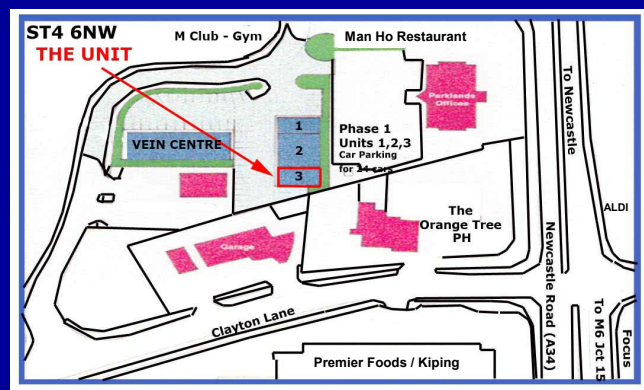 ST4 6NW
THE UNIT
M Club - Gym
Man Ho Restaurant
Parklands
Offices
To Newcastle
1
2
3
VEIN CENTRE
Phase 1
Units 1,2,3
Car Parking
for 24 cars
ALDI
The
Orange Tree
PH
Garage
Newcastle Road (A34)
Clayton Lane
To M6 Jct 15
Focus
Premier Foods / Kiping